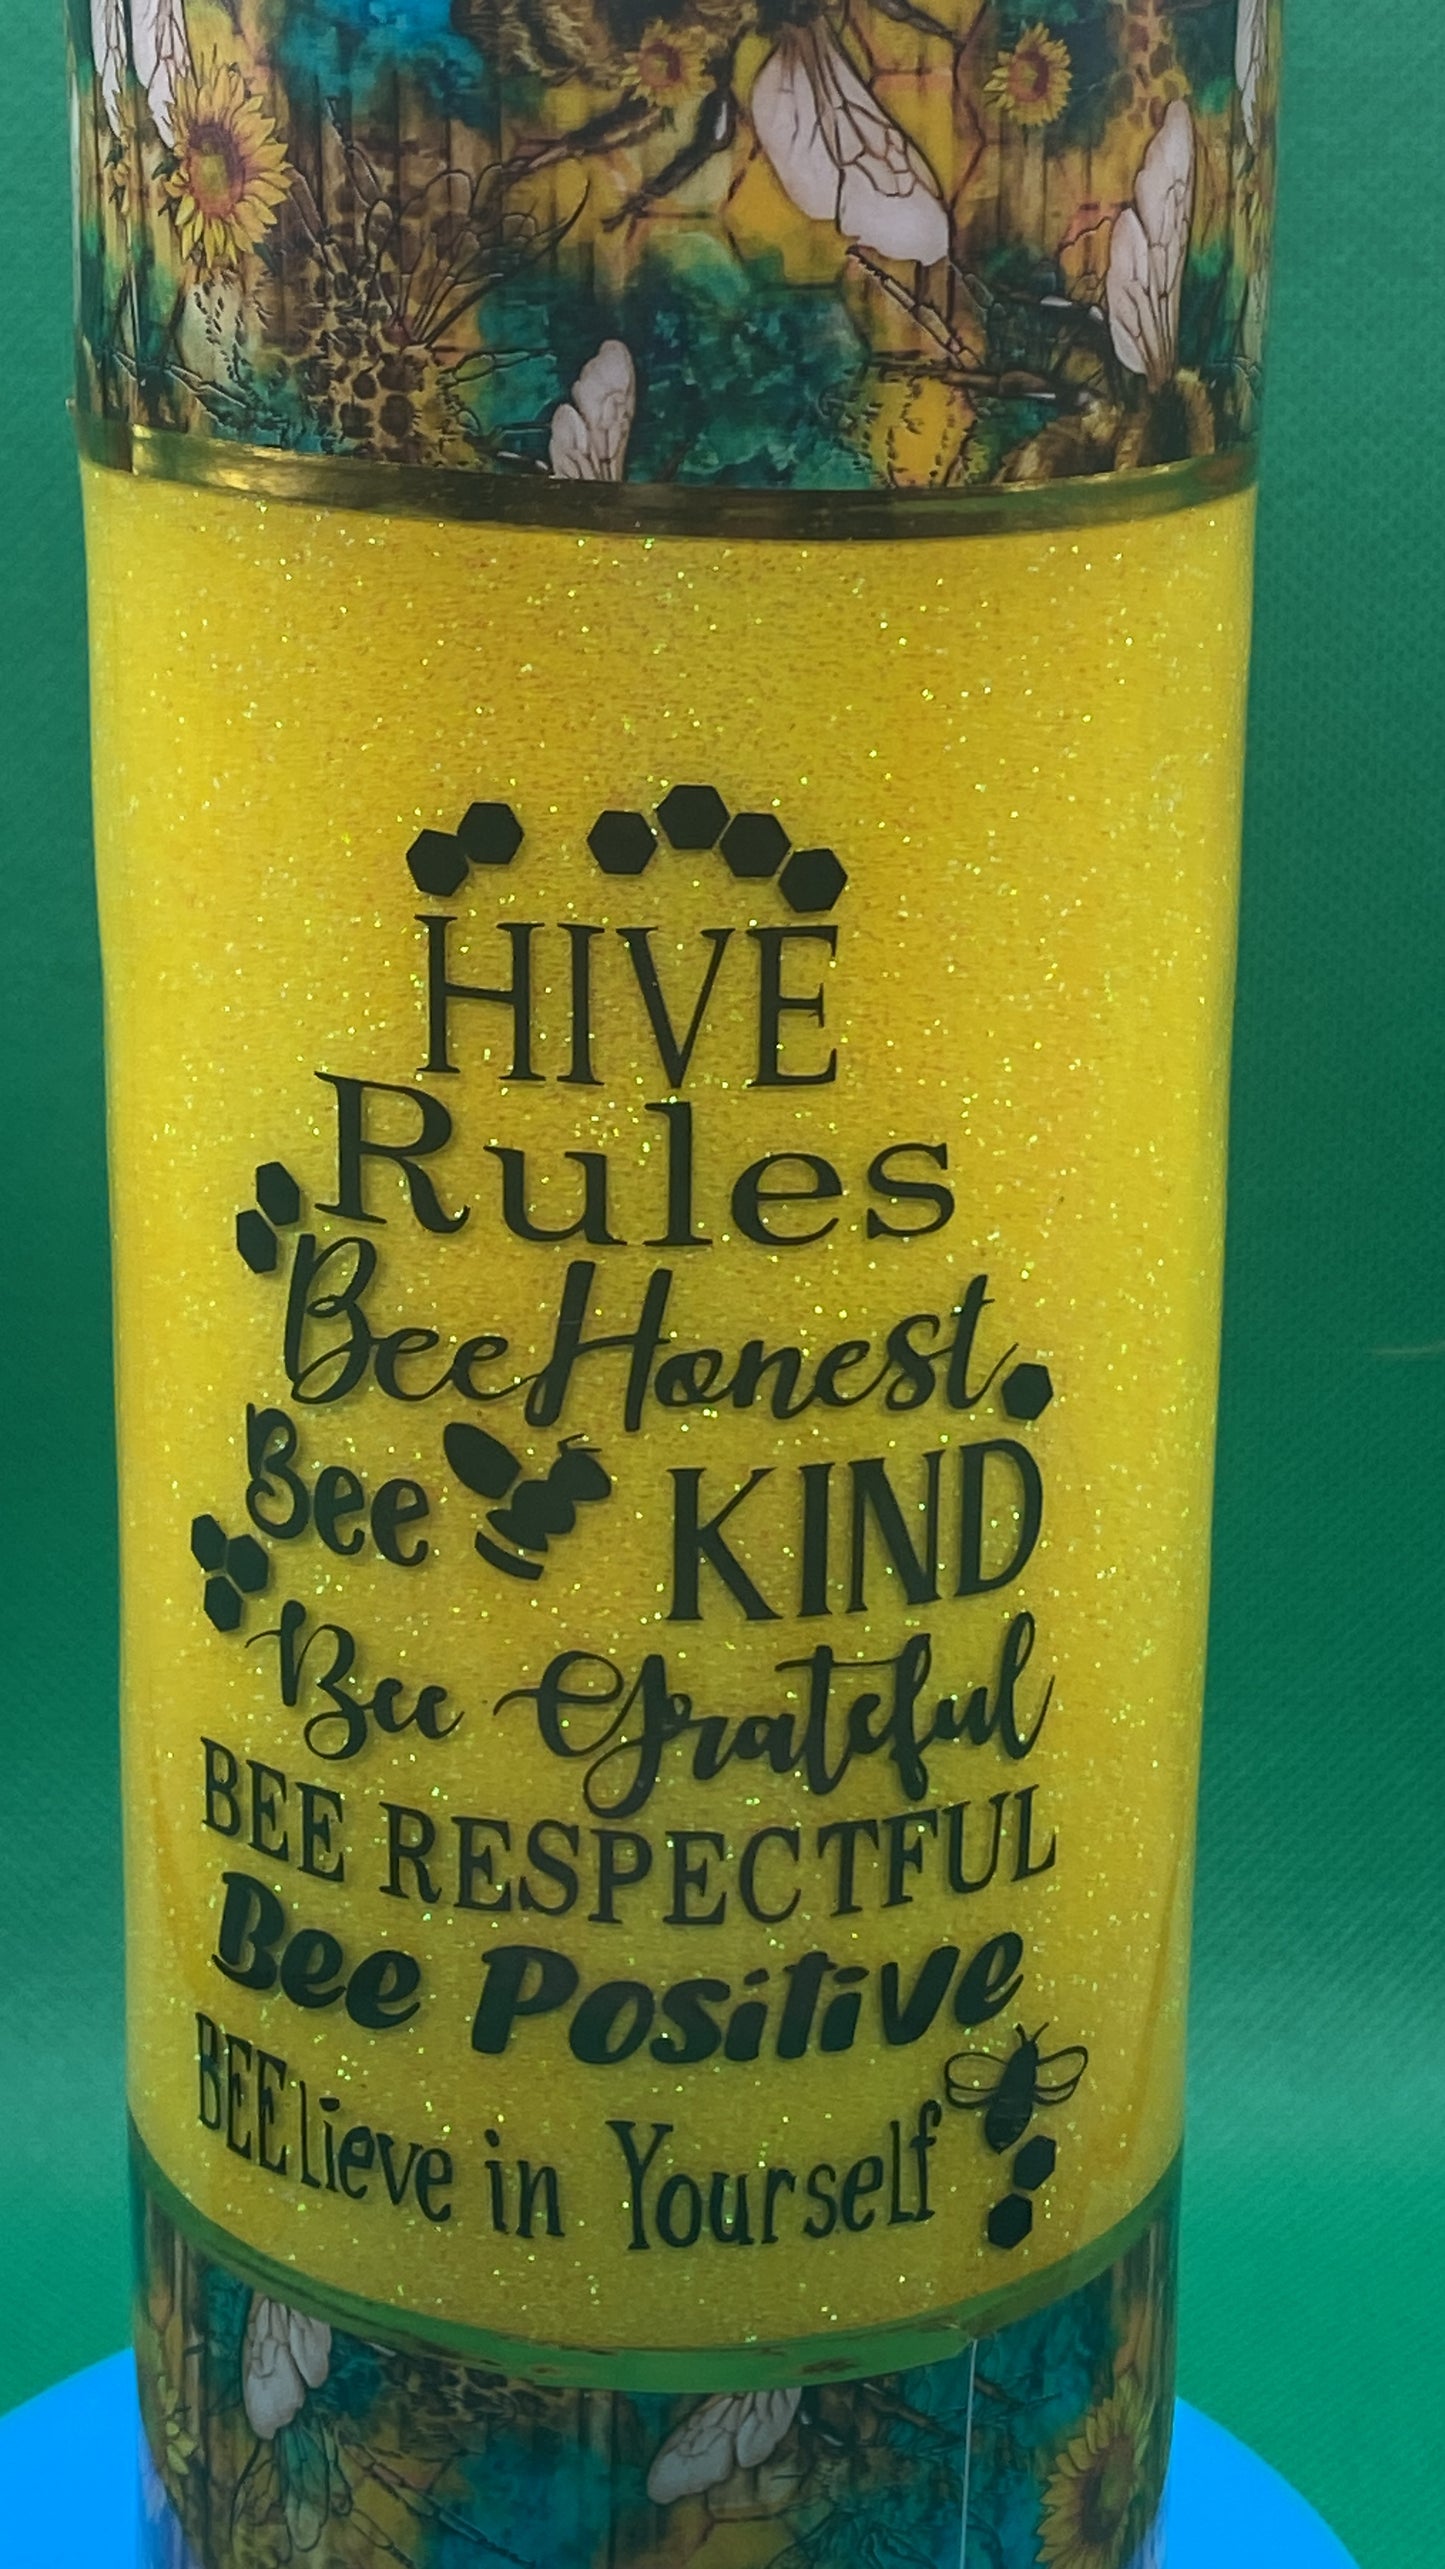 HIVE
Rules
Bee Honest
Bee KIND
Bee Grateful
BEE RESPECTFUL
Bee Positive
BEElieve in Yourself